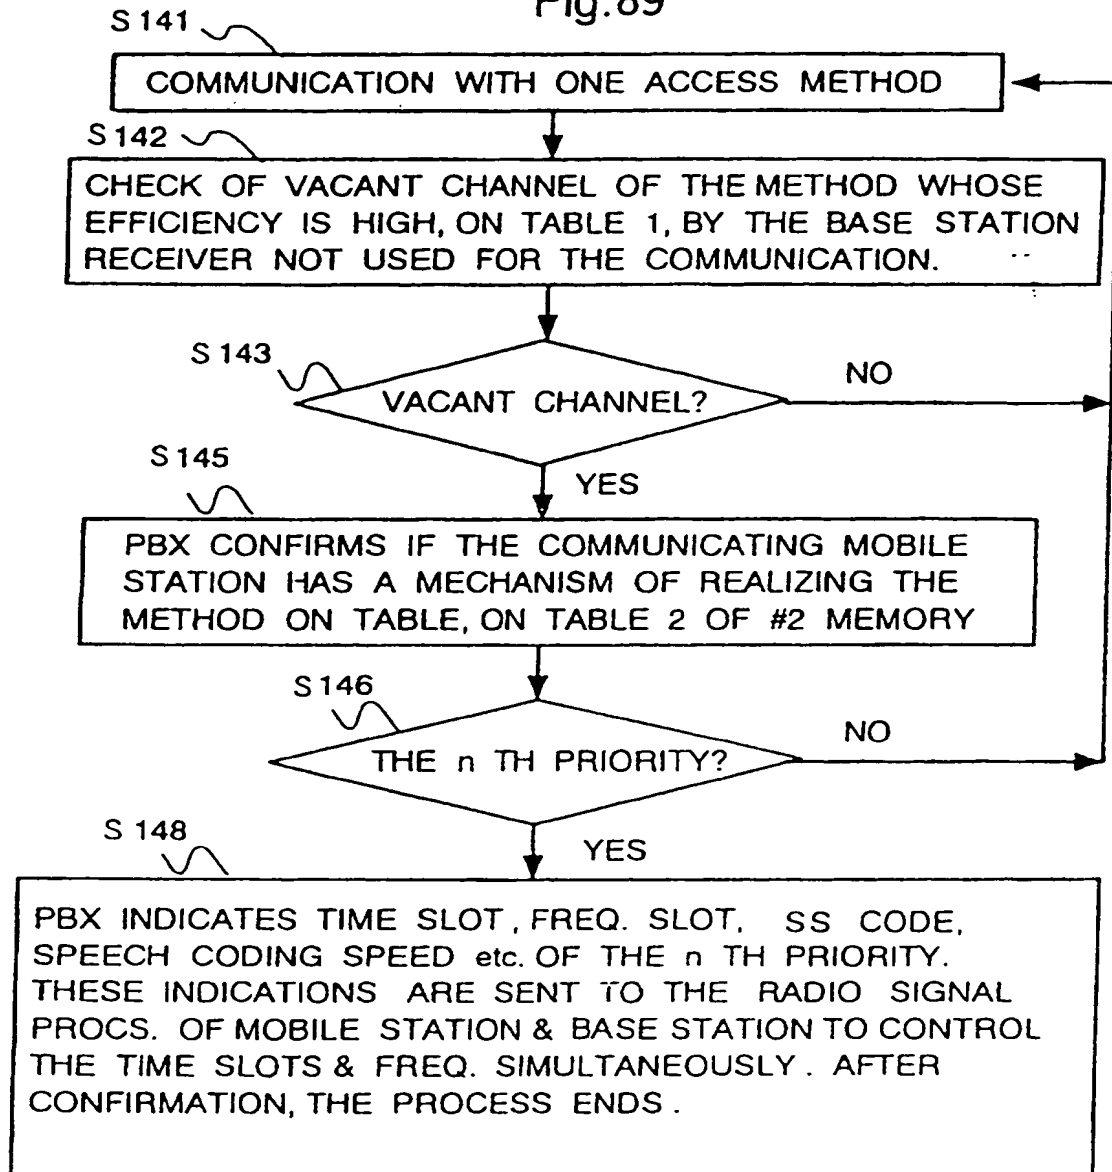 Fig.89
S 141
COMMUNICATION WITH ONE ACCESS METHOD
S 142
CHECK OF VACANT CHANNEL OF THE METHOD WHOSE
EFFICIENCY IS HIGH, ON TABLE 1, BY THE BASE STATION
RECEIVER NOT USED FOR THE COMMUNICATION.
S 143
VACANT CHANNEL?
NO
YES
S 145
PBX CONFIRMS IF THE COMMUNICATING MOBILE
STATION HAS A MECHANISM OF REALIZING THE
METHOD ON TABLE, ON TABLE 2 OF #2 MEMORY
S 146
THE n TH PRIORITY?
NO
YES
S 148
PBX INDICATES TIME SLOT, FREQ. SLOT, SS CODE,
SPEECH CODING SPEED etc. OF THE n TH PRIORITY.
THESE INDICATIONS ARE SENT TO THE RADIO SIGNAL
PROCS. OF MOBILE STATION & BASE STATION TO CONTROL
THE TIME SLOTS & FREQ. SIMULTANEOUSLY. AFTER
CONFIRMATION, THE PROCESS ENDS.